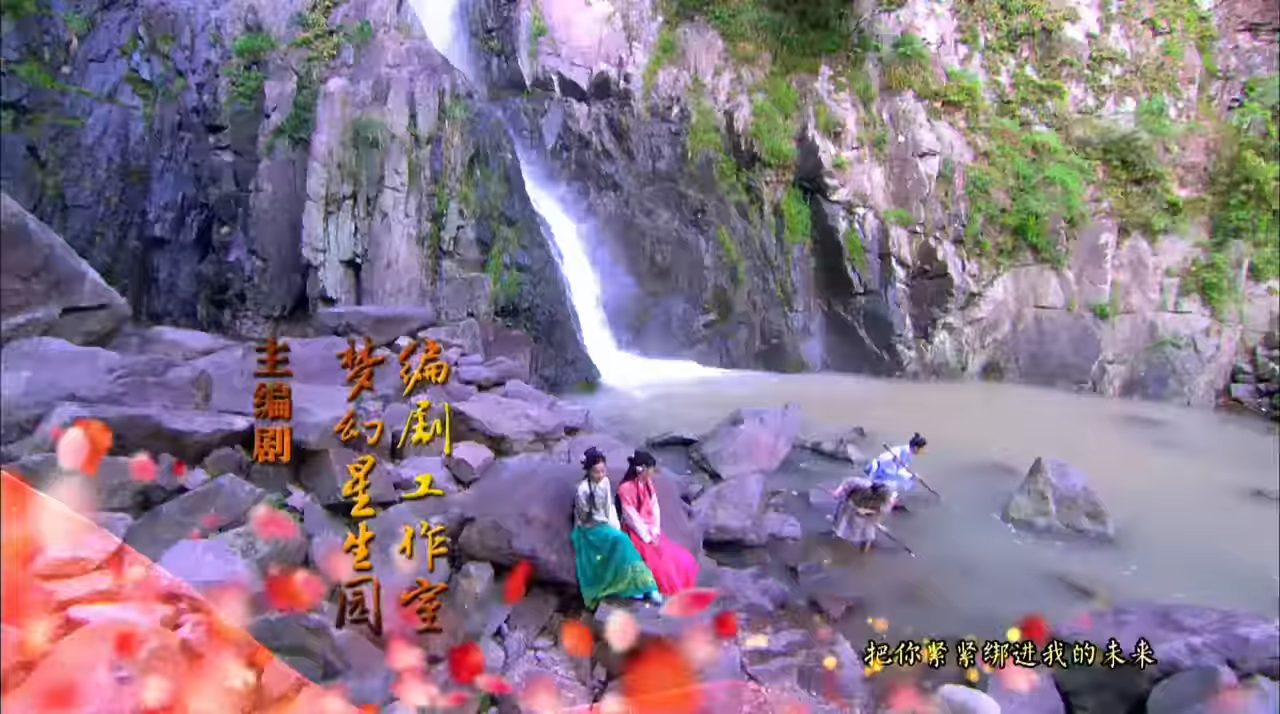 主编剧
梦幻星生园
编剧工作室
把你紧紧绑进我的未来